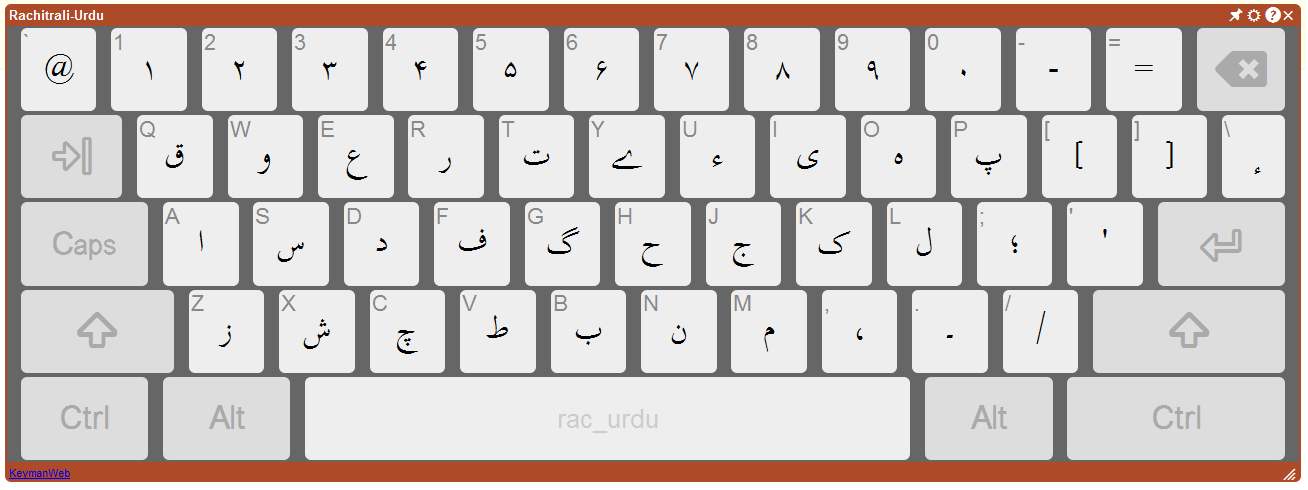 Rachitrali-Urdu
` @ 1 ۱ 2 ۲ 3 ۳ 4 ۴ 5 ۵ 6 ۶ 7 ۷ 8 ۸ 9 ۹ 0 ۰ - - = =
Q ق W و E ع R ر T ت Y ے U ء I ی O ہ P پ [ [ ] ] \ ٕ
Caps A ا S س D د F ف G گ H ح J ج K ک L ل ; ؛ ' '
Z ز X ش C چ V ط B ب N ن M م , ، . ۔ / /
Ctrl Alt rac_urdu Alt Ctrl
KeymanWeb